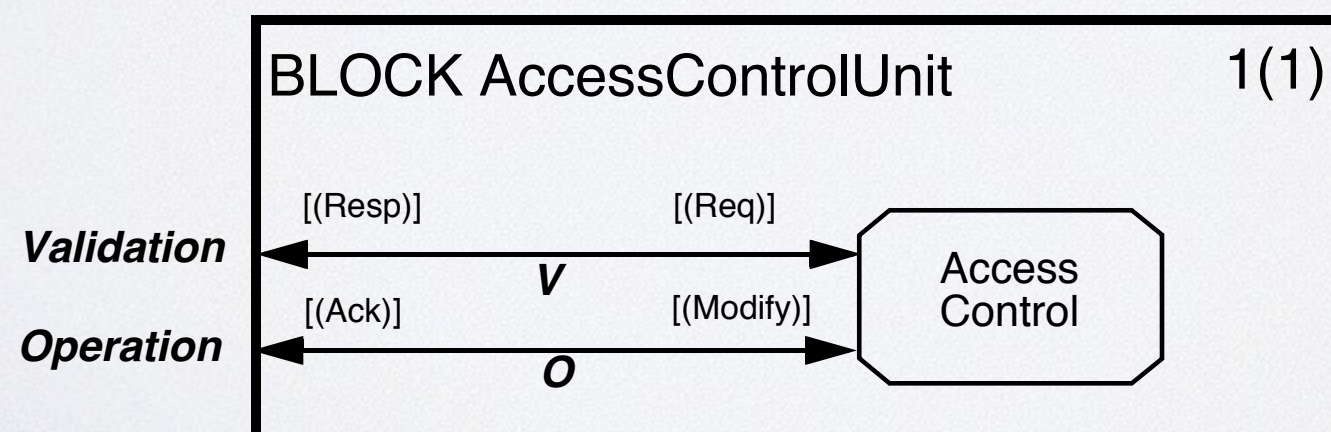 BLOCK AccessControlUnit 1(1)
[(Resp)] [(Req)]
Validation
V
Access
Control
[(Ack)] [(Modify)]
Operation
O